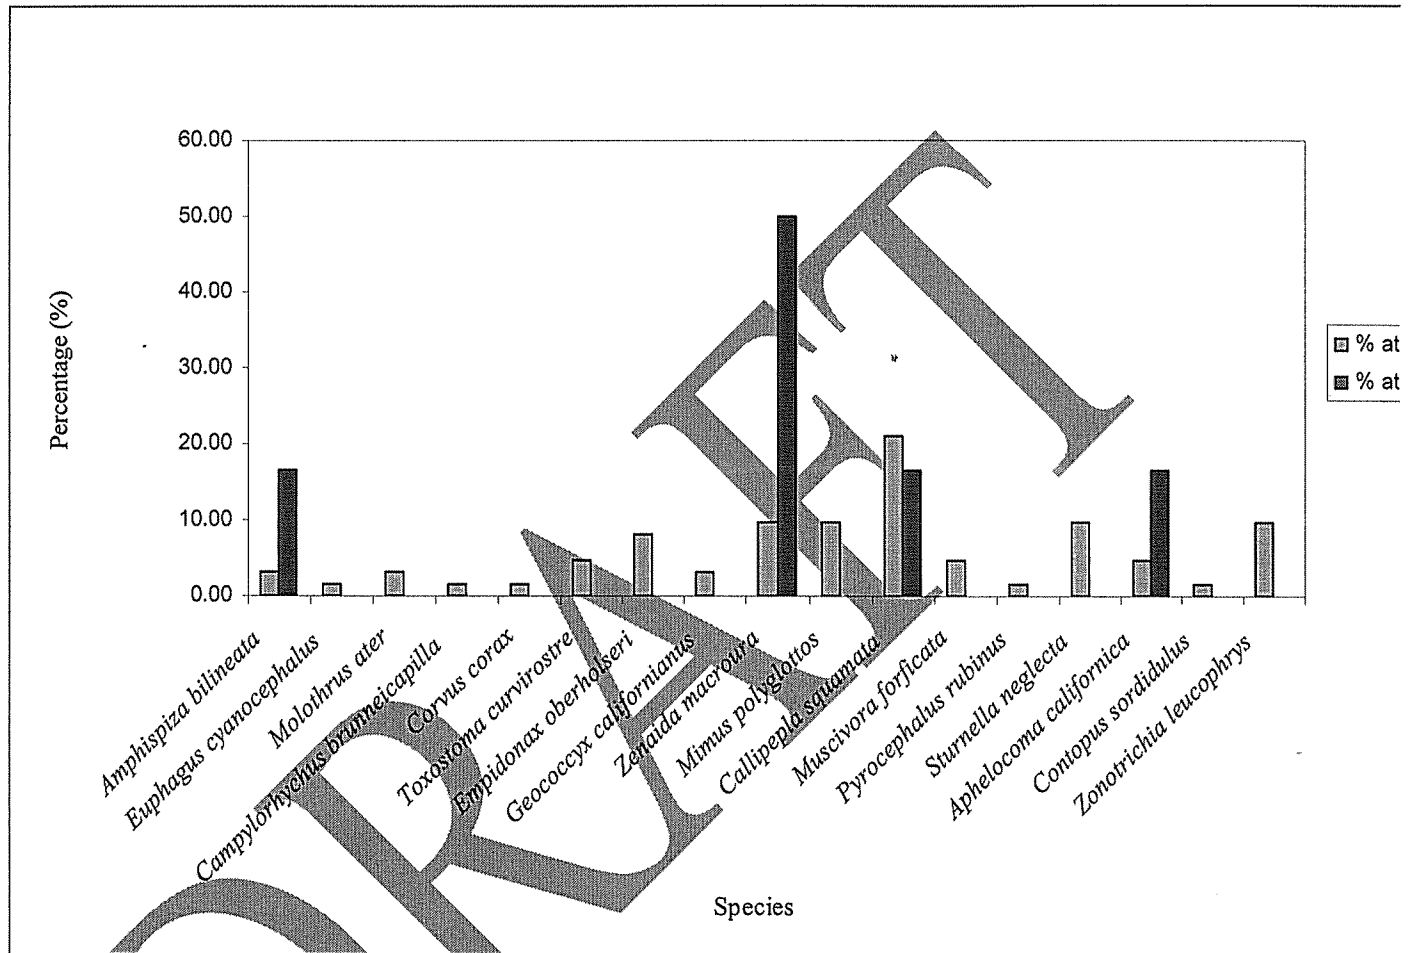 60.00
50.00
40.00
30.00
20.00
10.00
0.00
Percentage (%)
% at
% at
Amphispiza bilineata
Euphagus cyanocephalus
Molothrus ater
Campylorhychus brunneicapilla
Corvus corax
Toxostoma curvirostre
Empidonax oberholseri
Geococcyx californianus
Zenaida macroura
Mimus polyglottos
Callipepla squamata
Muscivora forficata
Pyrocephalus rubinus
Sturnella neglecta
Aphelocoma californica
Contopus sordidulus
Zonotrichia leucophrys
Species
DRAFT